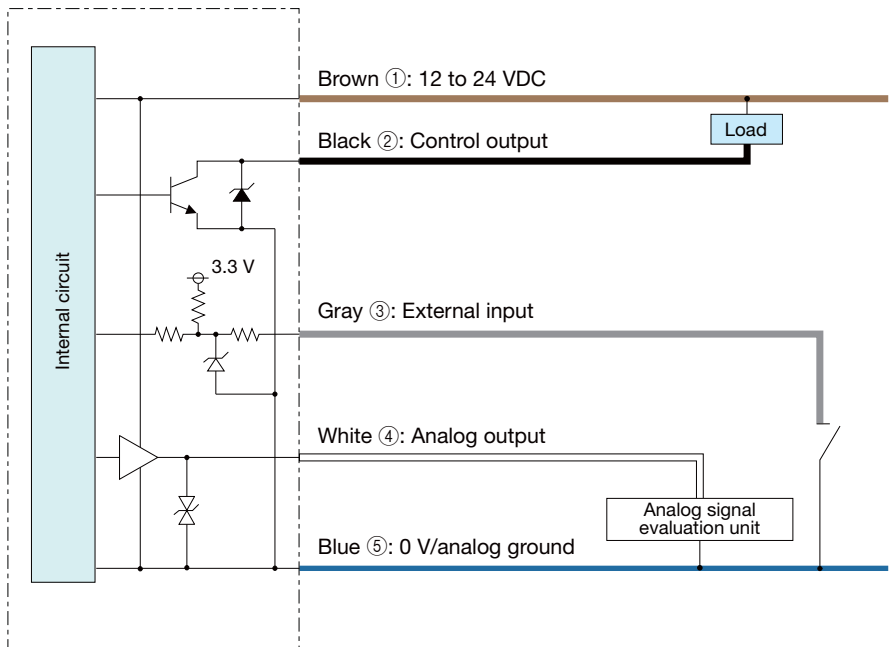 Brown ①: 12 to 24 VDC
Load
Black ②: Control output
Internal circuit
3.3 V
Gray ③: External input
White ④: Analog output
Analog signal
evaluation unit
Blue ⑤: 0 V/analog ground